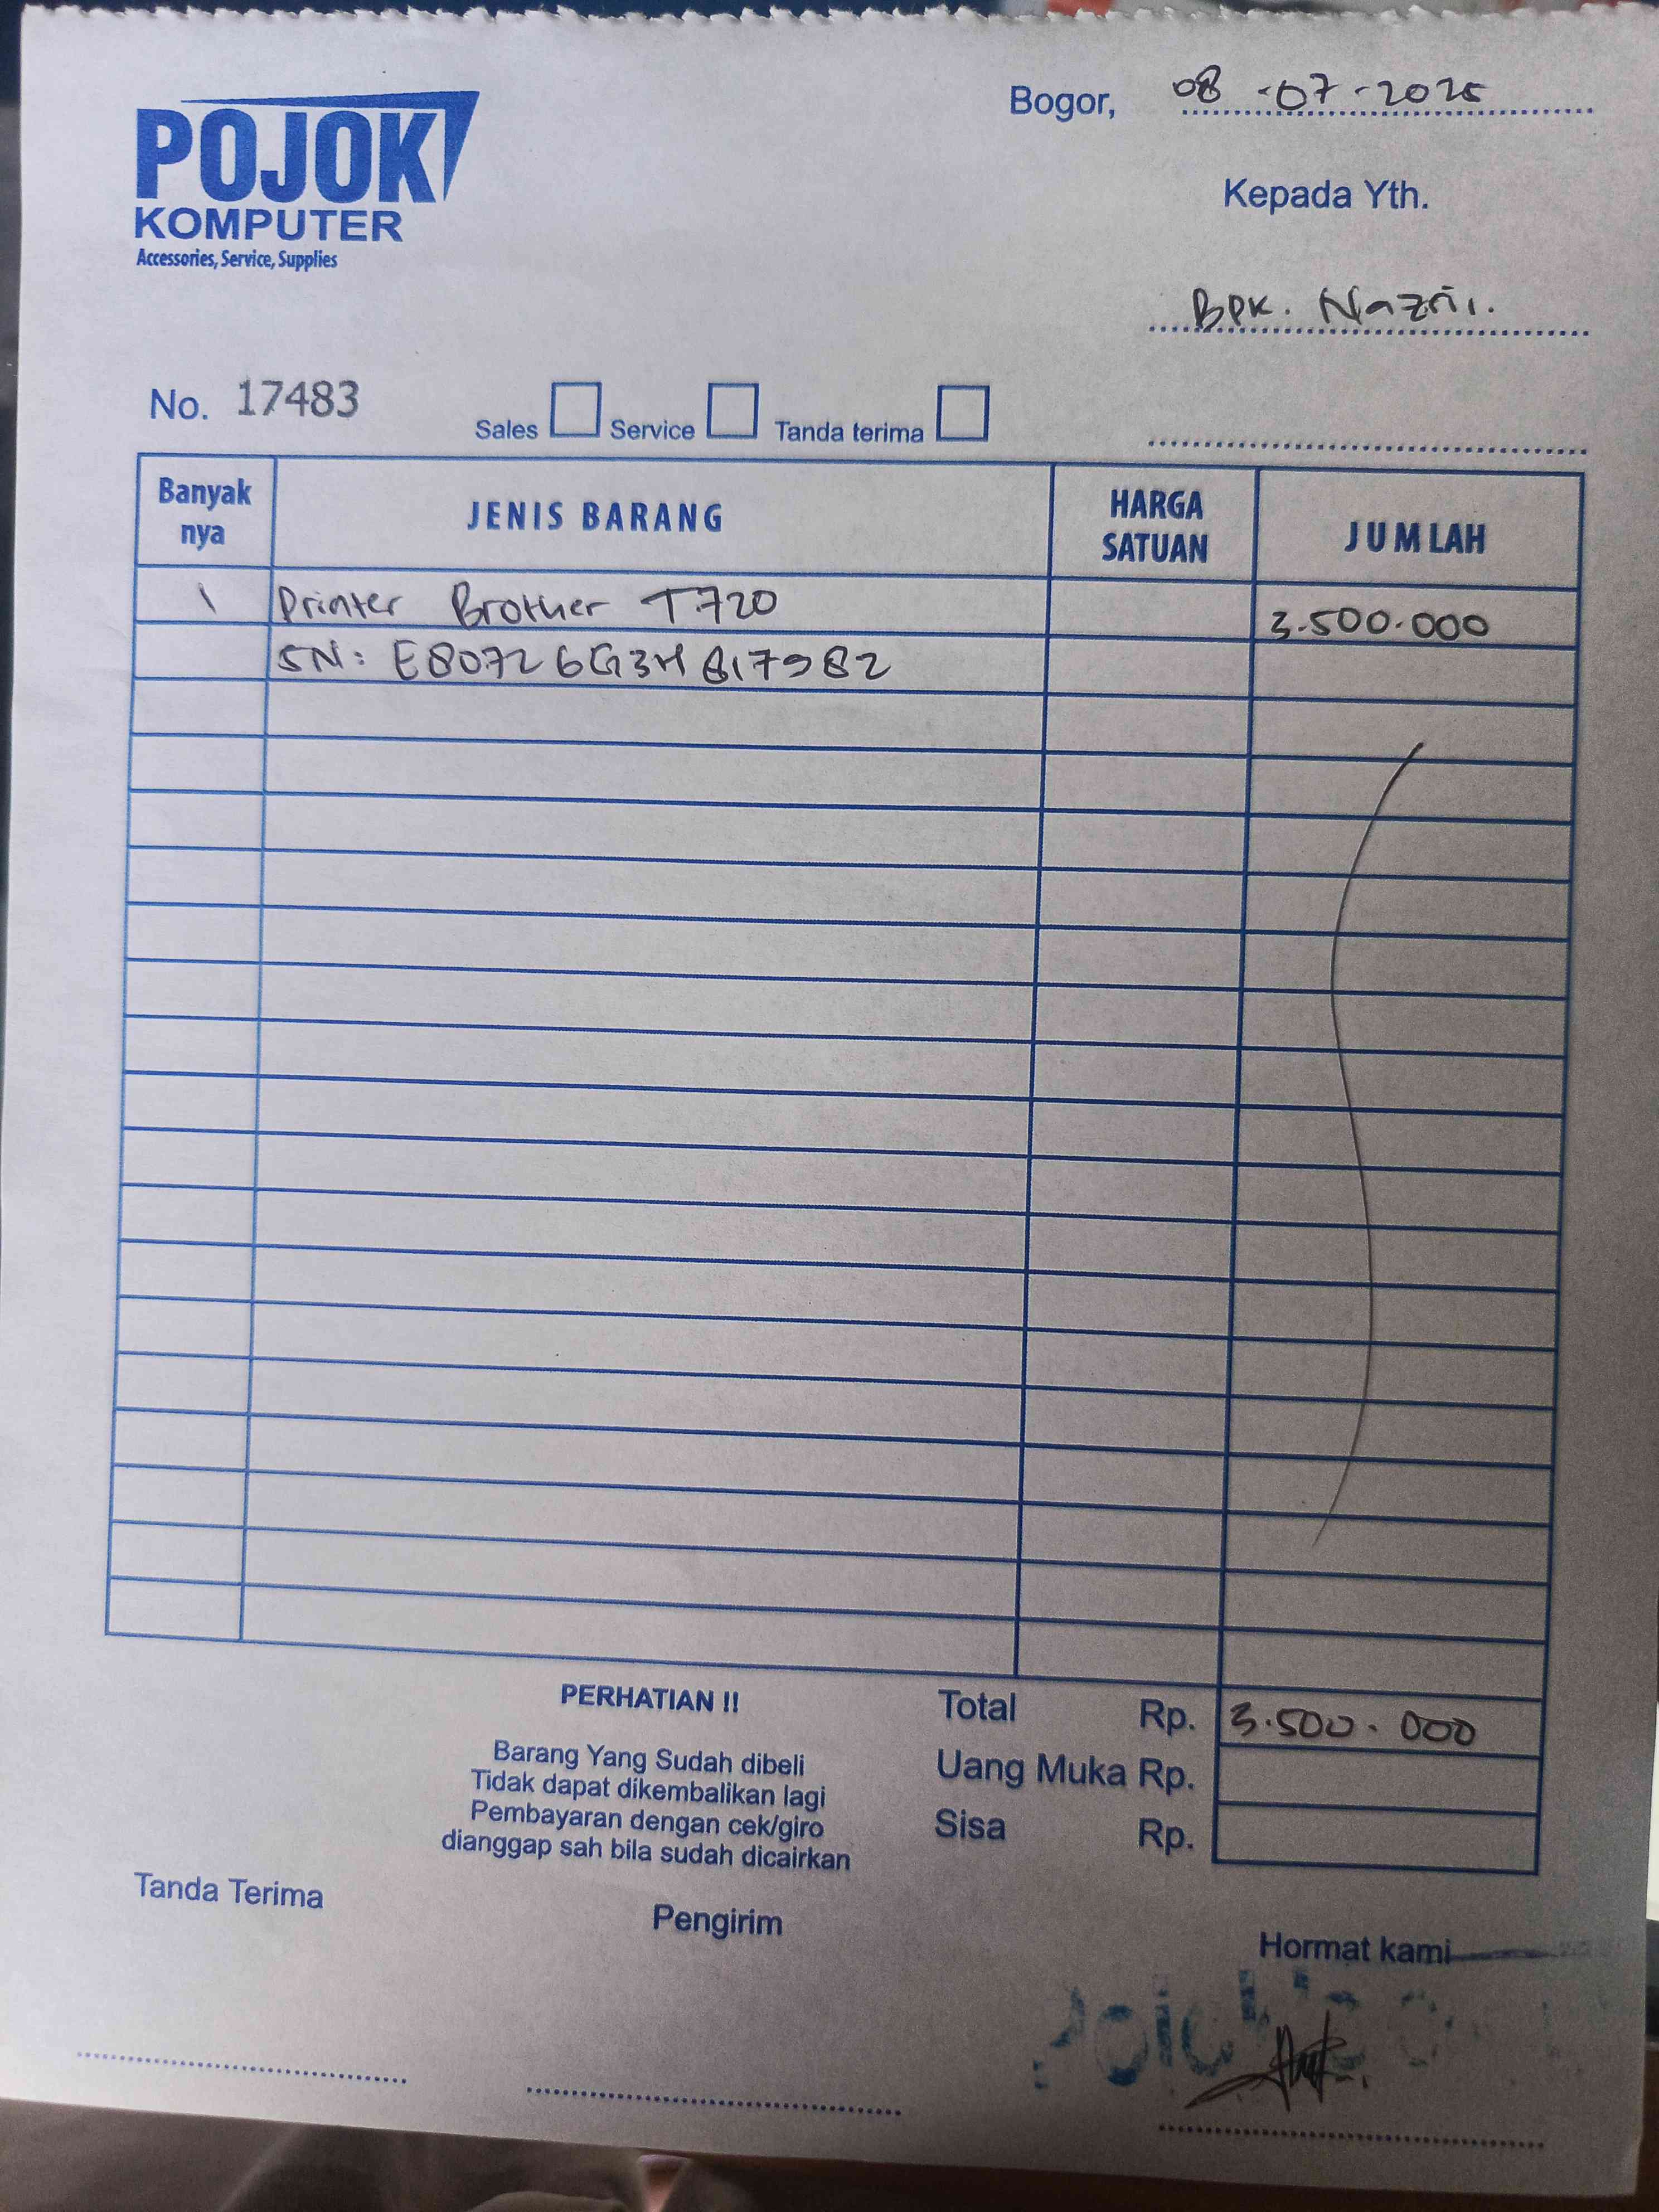 POJOK
KOMPUTER
Accessories, Service, Supplies
Bogor, 08-07-2025
Kepada Yth.
Bpk. Nazri.
No. 17483
Sales Service Tanda terima
Banyak nya JENIS BARANG HARGA SATUAN JUMLAH
1 Printer Brother T720 3.500.000
SN: E80726G3H817982
PERHATIAN !!
Barang Yang Sudah dibeli
Tidak dapat dikembalikan lagi
Pembayaran dengan cek/giro
dianggap sah bila sudah dicairkan
Total Rp. 3.500.000
Uang Muka Rp.
Sisa Rp.
Tanda Terima
Pengirim
Hormat kami